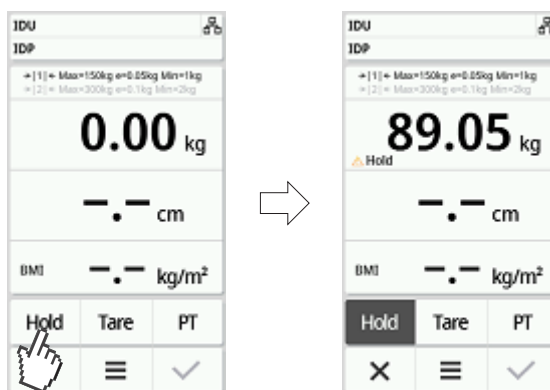 IDU
IDP
→|1|← Max=150kg e=0.05kg Min=1kg
→|2|← Max=300kg e=0.1kg Min=2kg
0.00 kg
-.- cm
BMI -.- kg/m²
Hold Tare PT
IDU
IDP
→|1|← Max=150kg e=0.05kg Min=1kg
→|2|← Max=300kg e=0.1kg Min=2kg
89.05 kg
Hold
-.- cm
BMI -.- kg/m²
Hold Tare PT